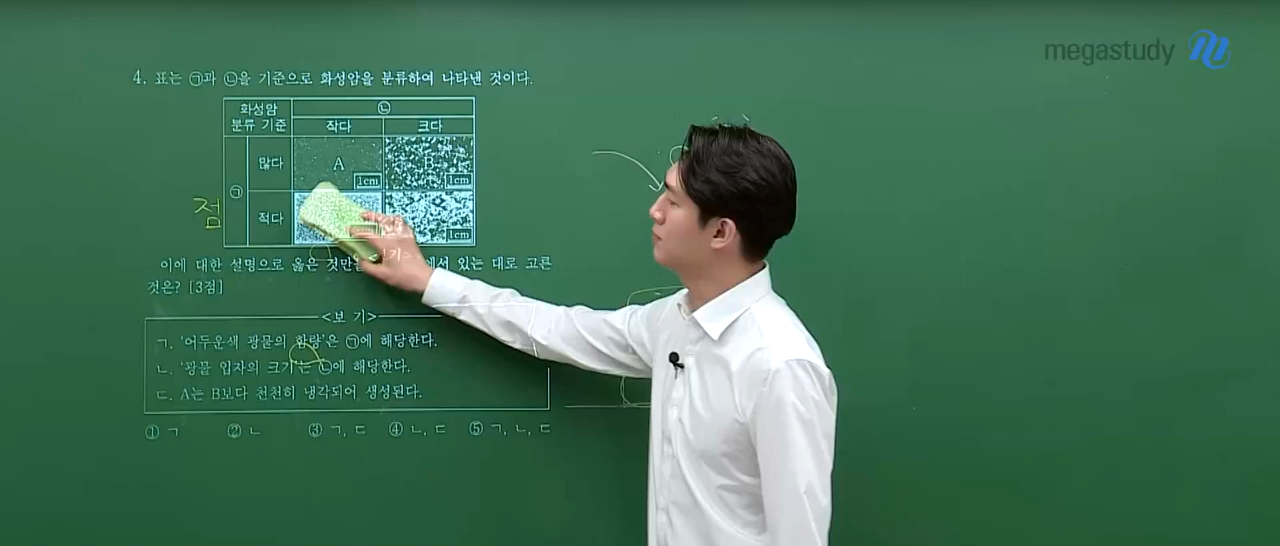 megastudy
4. 표는 ㉠과 ㉡을 기준으로 화성암을 분류하여 나타낸 것이다.
화성암 분류 기준
㉡
작다 크다
㉠
많다 A 1cm B 1cm
점
적다 1cm
이에 대한 설명으로 옳은 것만 에서 있는 대로 고른
것은? [3점]
<보 기>
ㄱ. '어두운색 광물의 함량'은 ㉠에 해당한다.
ㄴ. '광물 입자의 크기'는 ㉡에 해당한다.
ㄷ. A는 B보다 천천히 냉각되어 생성된다.
① ㄱ ② ㄴ ③ ㄱ, ㄷ ④ ㄴ, ㄷ ⑤ ㄱ, ㄴ, ㄷ